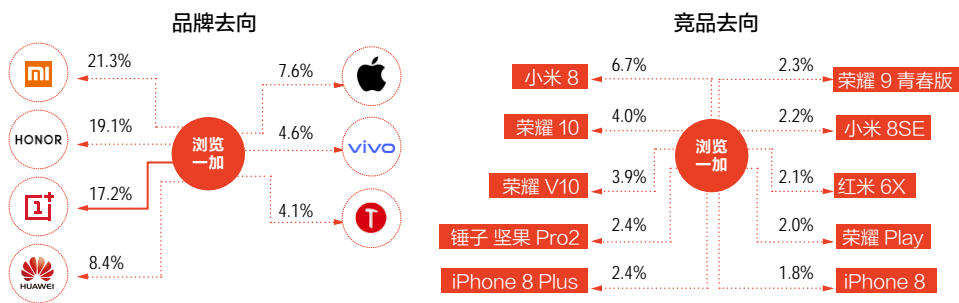 品牌去向
竞品去向
mi
21.3%
HONOR
19.1%
1+
17.2%
HUAWEI
8.4%
浏览
一加
7.6%
4.6%
vivo
4.1%
T
小米 8
6.7%
荣耀 10
4.0%
荣耀 V10
3.9%
锤子 坚果 Pro2
2.4%
iPhone 8 Plus
2.4%
浏览
一加
2.3%
荣耀 9 青春版
2.2%
小米 8SE
2.1%
红米 6X
2.0%
荣耀 Play
1.8%
iPhone 8